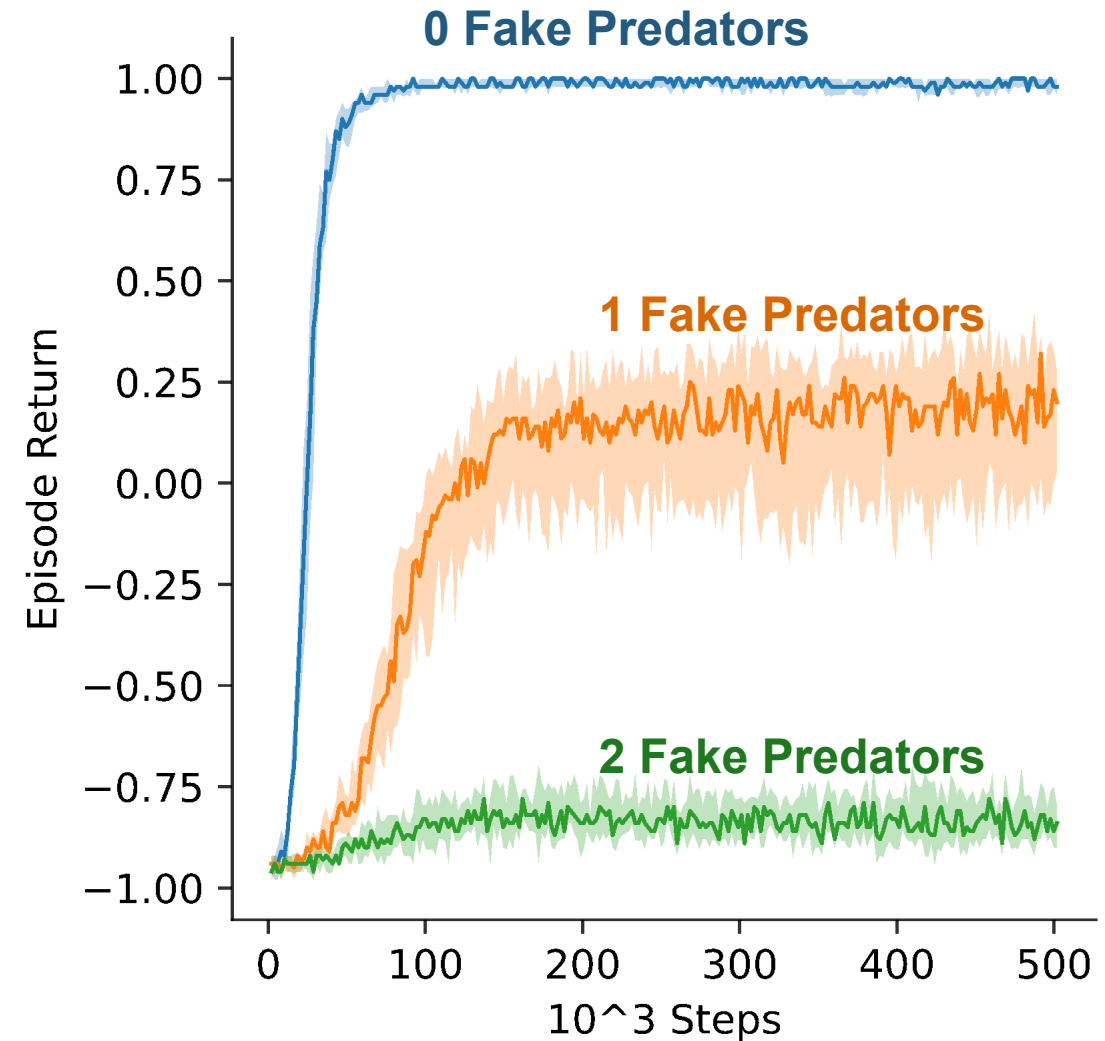 0 Fake Predators
1.00
0.75
0.50
1 Fake Predators
0.25
0.00
−0.25
−0.50
2 Fake Predators
−0.75
−1.00
Episode Return
0 100 200 300 400 500
10^3 Steps